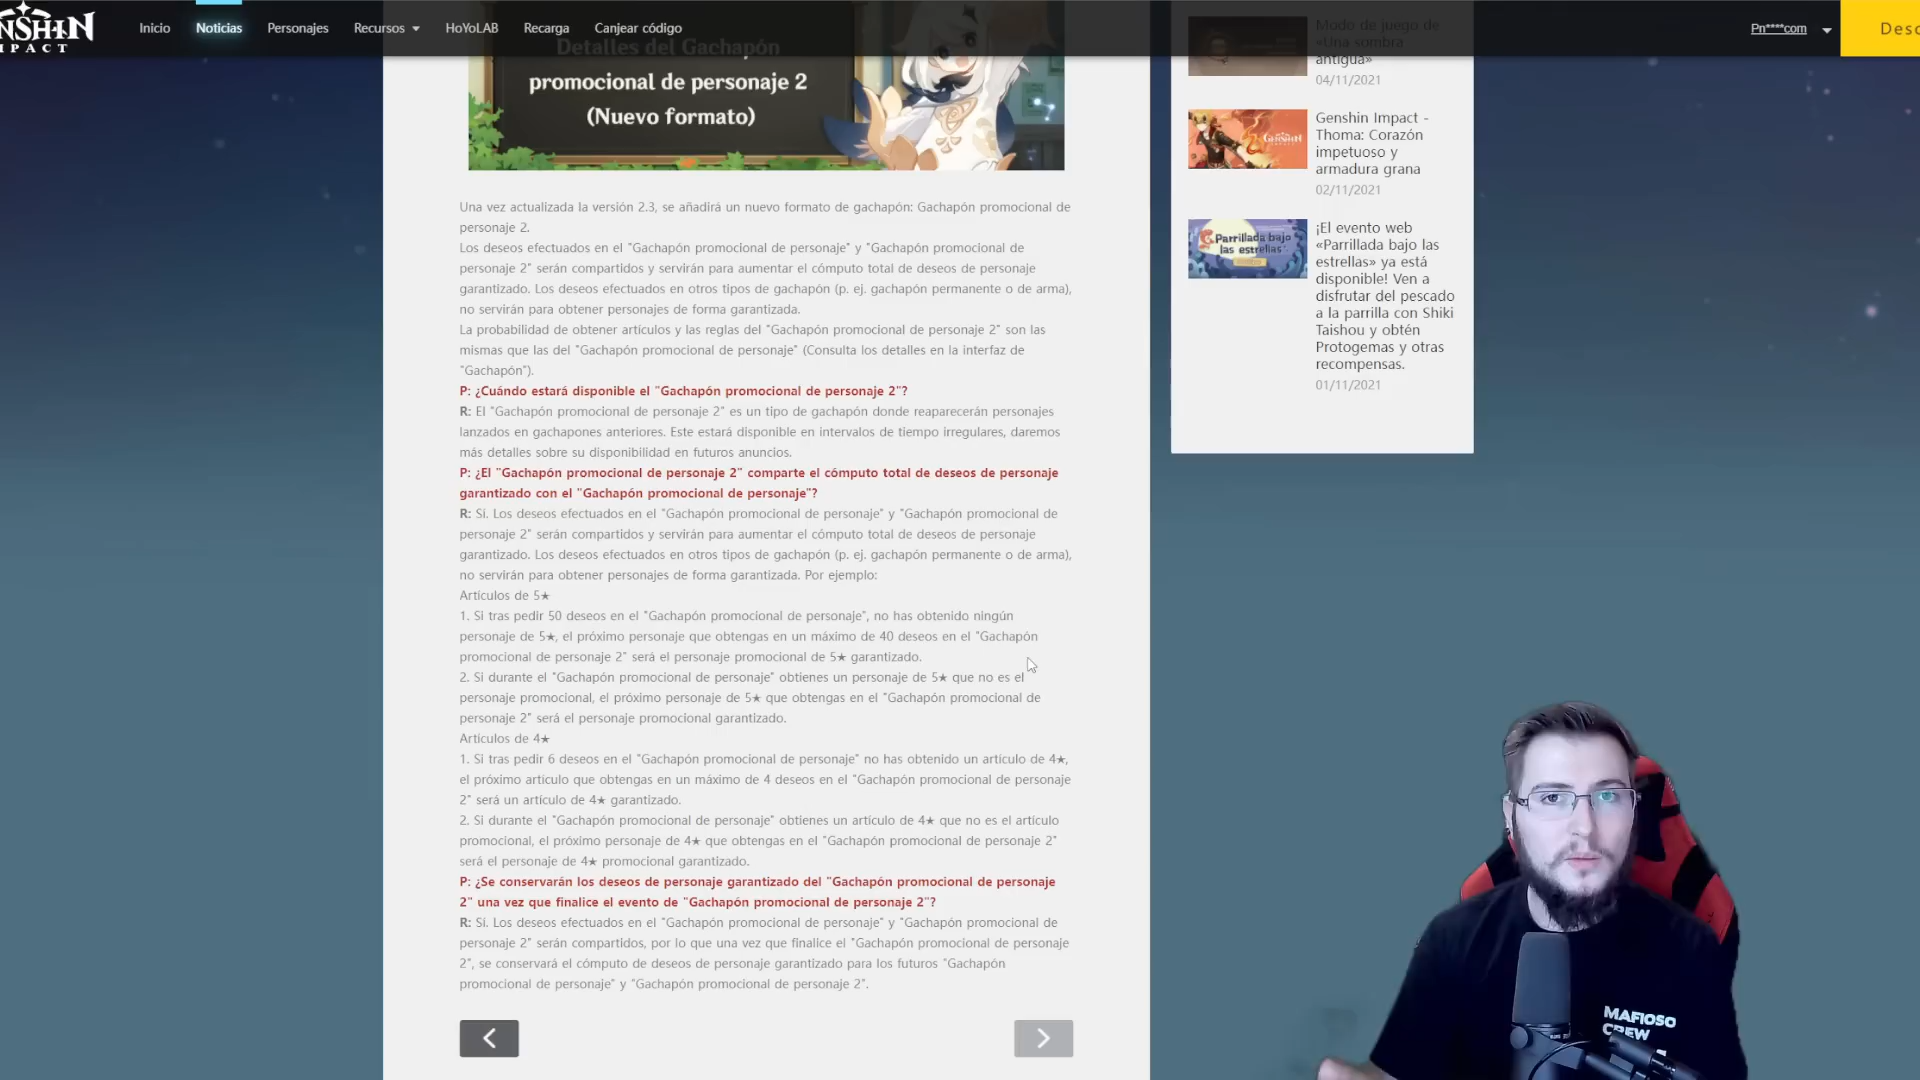 GENSHIN
IMPACT
Inicio
Noticias
Personajes
Recursos
HoYoLAB
Recarga
Canjear código
Pn****com
Desc
Detalles del Gachapón
promocional de personaje 2
(Nuevo formato)
Una vez actualizada la versión 2.3, se añadirá un nuevo formato de gachapón: Gachapón promocional de
personaje 2.
Los deseos efectuados en el "Gachapón promocional de personaje" y "Gachapón promocional de
personaje 2" serán compartidos y servirán para aumentar el cómputo total de deseos de personaje
garantizado. Los deseos efectuados en otros tipos de gachapón (p. ej. gachapón permanente o de arma),
no servirán para obtener personajes de forma garantizada.
La probabilidad de obtener artículos y las reglas del "Gachapón promocional de personaje 2" son las
mismas que las del "Gachapón promocional de personaje" (Consulta los detalles en la interfaz de
"Gachapón").
P: ¿Cuándo estará disponible el "Gachapón promocional de personaje 2"?
R: El "Gachapón promocional de personaje 2" es un tipo de gachapón donde reaparecerán personajes
lanzados en gachapones anteriores. Este estará disponible en intervalos de tiempo irregulares, daremos
más detalles sobre su disponibilidad en futuros anuncios.
P: ¿El "Gachapón promocional de personaje 2" comparte el cómputo total de deseos de personaje
garantizado con el "Gachapón promocional de personaje"?
R: Sí. Los deseos efectuados en el "Gachapón promocional de personaje" y "Gachapón promocional de
personaje 2" serán compartidos y servirán para aumentar el cómputo total de deseos de personaje
garantizado. Los deseos efectuados en otros tipos de gachapón (p. ej. gachapón permanente o de arma),
no servirán para obtener personajes de forma garantizada. Por ejemplo:
Artículos de 5★
1. Si tras pedir 50 deseos en el "Gachapón promocional de personaje", no has obtenido ningún
personaje de 5★, el próximo personaje que obtengas en un máximo de 40 deseos en el "Gachapón
promocional de personaje 2" será el personaje promocional de 5★ garantizado.
2. Si durante el "Gachapón promocional de personaje" obtienes un personaje de 5★ que no es el
personaje promocional, el próximo personaje de 5★ que obtengas en el "Gachapón promocional de
personaje 2" será el personaje promocional garantizado.
Artículos de 4★
1. Si tras pedir 6 deseos en el "Gachapón promocional de personaje" no has obtenido un artículo de 4★,
el próximo artículo que obtengas en un máximo de 4 deseos en el "Gachapón promocional de personaje
2" será un artículo de 4★ garantizado.
2. Si durante el "Gachapón promocional de personaje" obtienes un artículo de 4★ que no es el artículo
promocional, el próximo personaje de 4★ que obtengas en el "Gachapón promocional de personaje 2"
será el personaje de 4★ promocional garantizado.
P: ¿Se conservarán los deseos de personaje garantizado del "Gachapón promocional de personaje
2" una vez que finalice el evento de "Gachapón promocional de personaje 2"?
R: Sí. Los deseos efectuados en el "Gachapón promocional de personaje" y "Gachapón promocional de
personaje 2" serán compartidos, por lo que una vez que finalice el "Gachapón promocional de personaje
2", se conservará el cómputo de deseos de personaje garantizado para los futuros "Gachapón
promocional de personaje" y "Gachapón promocional de personaje 2".
Modo de juego de
«Una sombra
antigua»
04/11/2021
GENSHIN
Genshin Impact -
Thoma: Corazón
impetuoso y
armadura grana
02/11/2021
Parrillada bajo
las estrellas
¡El evento web
«Parrillada bajo las
estrellas» ya está
disponible! Ven a
disfrutar del pescado
a la parrilla con Shiki
Taishou y obtén
Protogemas y otras
recompensas.
01/11/2021
MAFIOSO
CREW